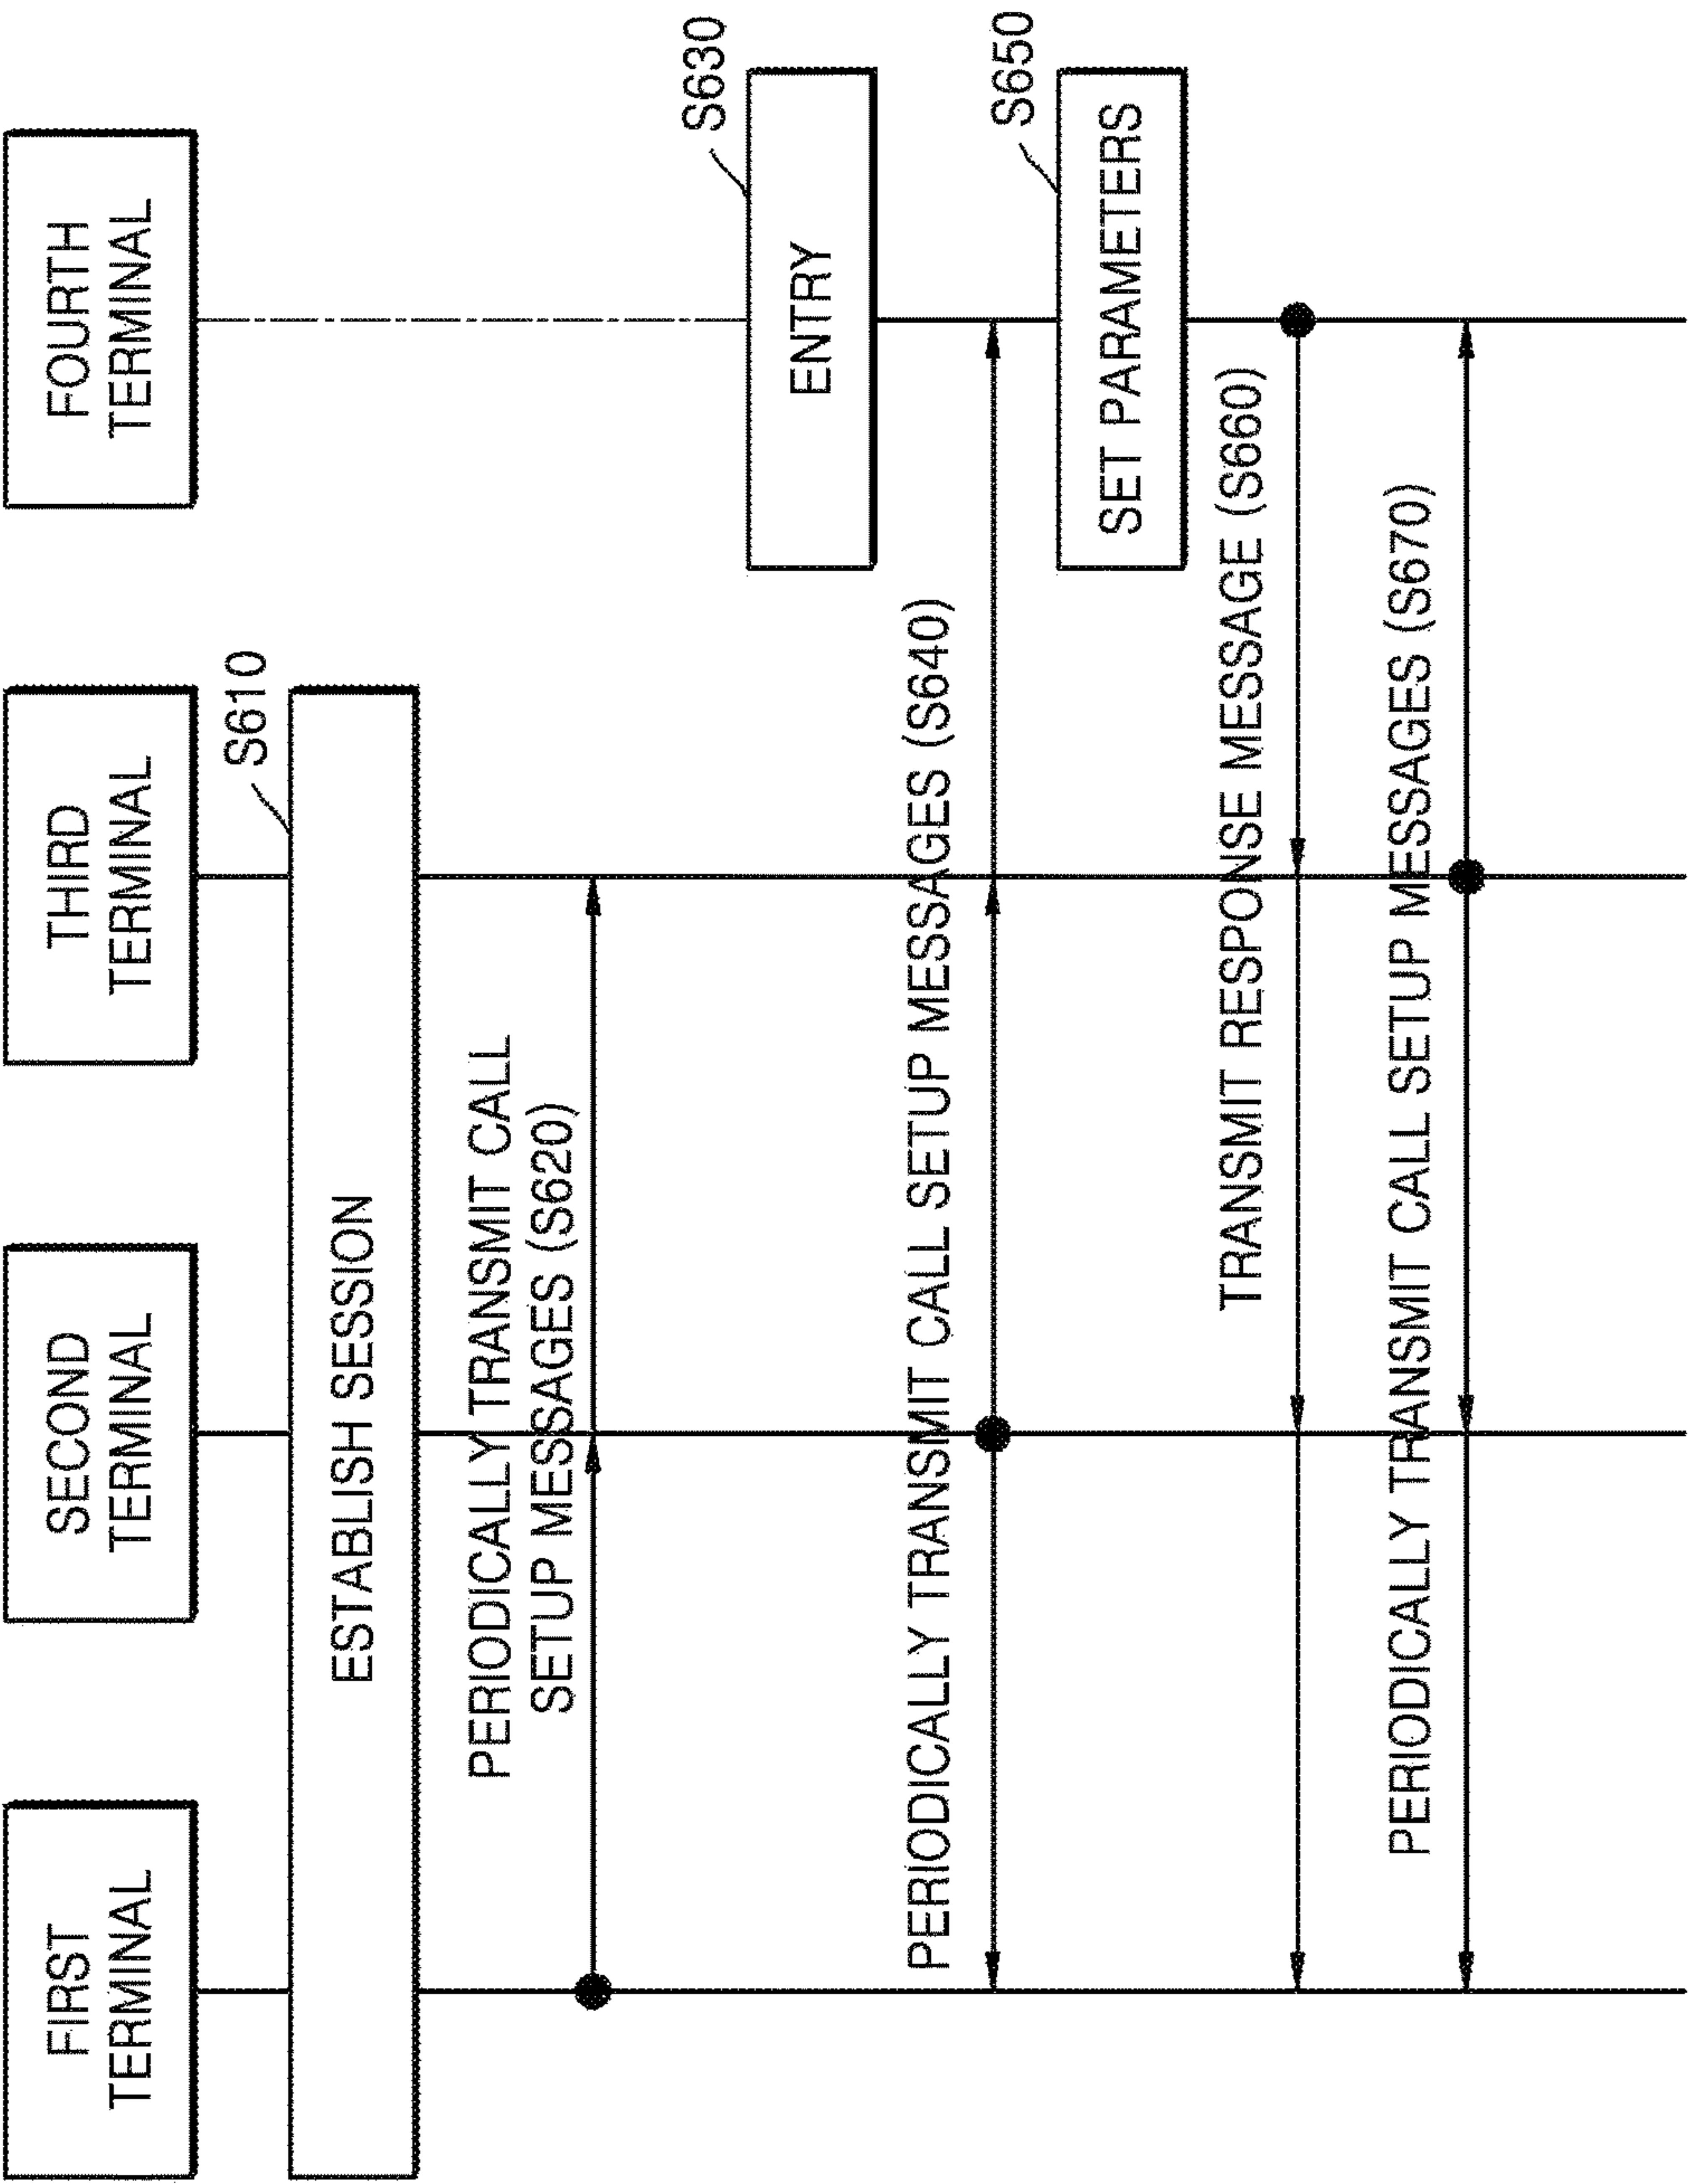 FIRST
TERMINAL
SECOND
TERMINAL
THIRD
TERMINAL
FOURTH
TERMINAL
S610
ESTABLISH SESSION
PERIODICALLY TRANSMIT CALL
SETUP MESSAGES (S620)
S630
ENTRY
PERIODICALLY TRANSMIT CALL SETUP MESSAGES (S640)
S650
SET PARAMETERS
TRANSMIT RESPONSE MESSAGE (S660)
PERIODICALLY TRANSMIT CALL SETUP MESSAGES (S670)